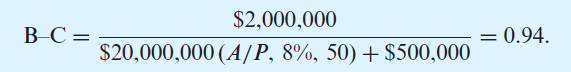 B–C = $2,000,000 / $20,000,000 (A/P, 8%, 50) + $500,000 = 0.94.